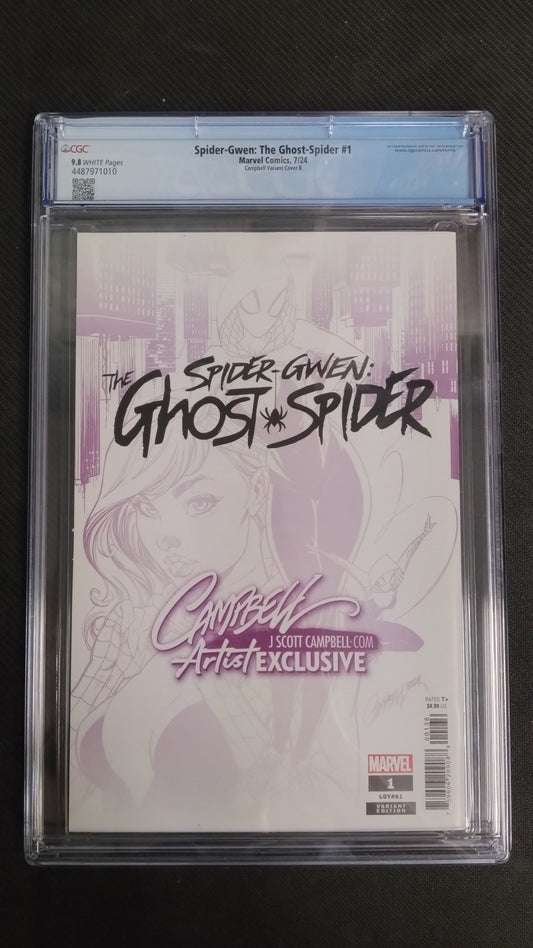 CGC
9.8 WHITE Pages
4487971010
Spider-Gwen: The Ghost-Spider #1
Marvel Comics, 7/24
Campbell Variant Cover B
THE SPIDER-GWEN:
GHOST SPIDER
CAMPBELL
J SCOTT CAMPBELL.COM
Artist EXCLUSIVE
RATED T+
$4.99 US
00136
MARVEL
1
LGY#61
VARIANT
EDITION